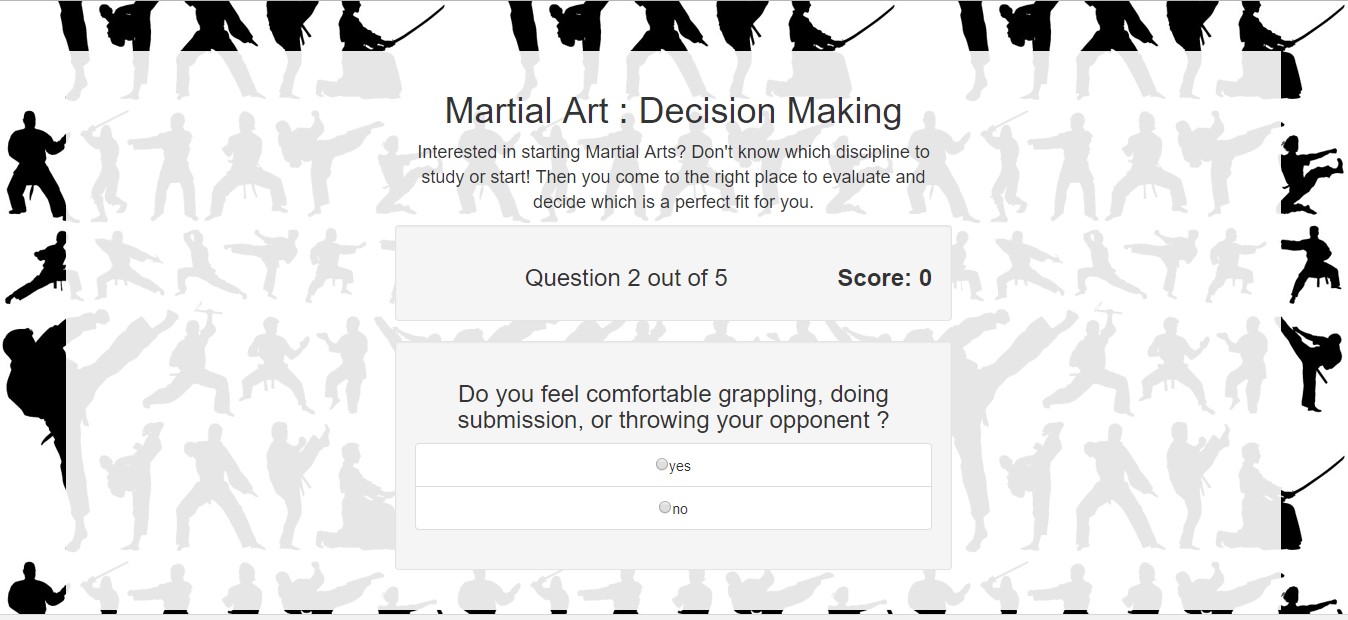 Martial Art : Decision Making
Interested in starting Martial Arts? Don't know which discipline to
study or start! Then you come to the right place to evaluate and
decide which is a perfect fit for you.
Question 2 out of 5
Score: 0
Do you feel comfortable grappling, doing
submission, or throwing your opponent ?
yes
no